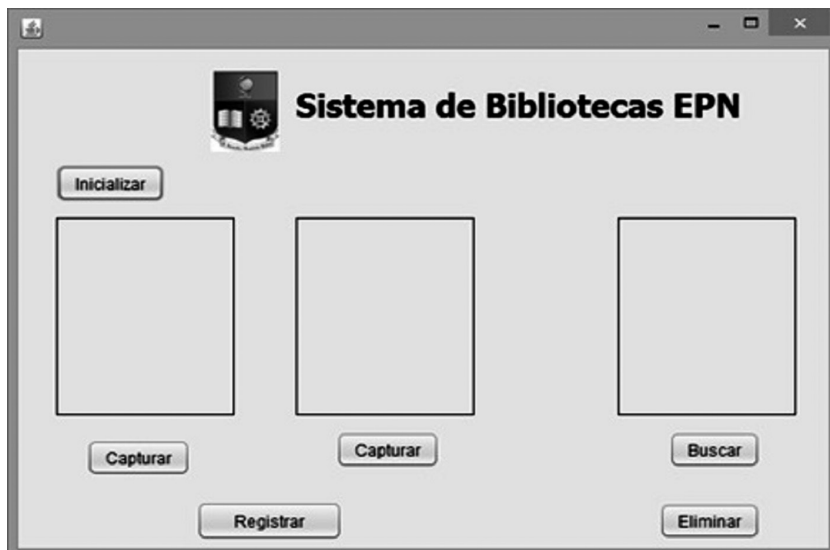 Sistema de Bibliotecas EPN
Inicializar
Capturar
Capturar
Buscar
Registrar
Eliminar